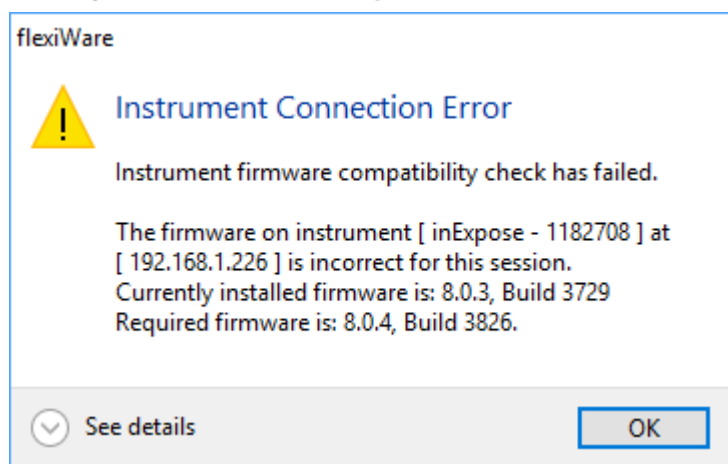 flexiWare
Instrument Connection Error
Instrument firmware compatibility check has failed.
The firmware on instrument [ inExpose - 1182708 ] at
[ 192.168.1.226 ] is incorrect for this session.
Currently installed firmware is: 8.0.3, Build 3729
Required firmware is: 8.0.4, Build 3826.
See details
OK